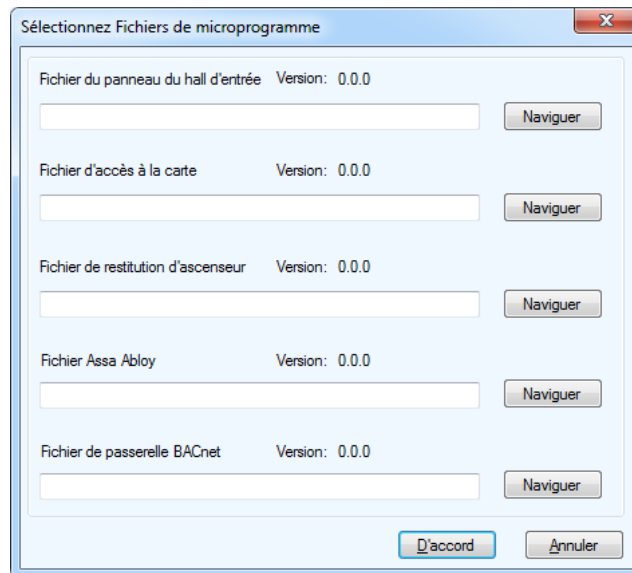 Sélectionnez Fichiers de microprogramme
Fichier du panneau du hall d'entrée Version: 0.0.0
Naviguer
Fichier d'accès à la carte Version: 0.0.0
Naviguer
Fichier de restitution d'ascenseur Version: 0.0.0
Naviguer
Fichier Assa Abloy Version: 0.0.0
Naviguer
Fichier de passerelle BACnet Version: 0.0.0
Naviguer
D'accord Annuler